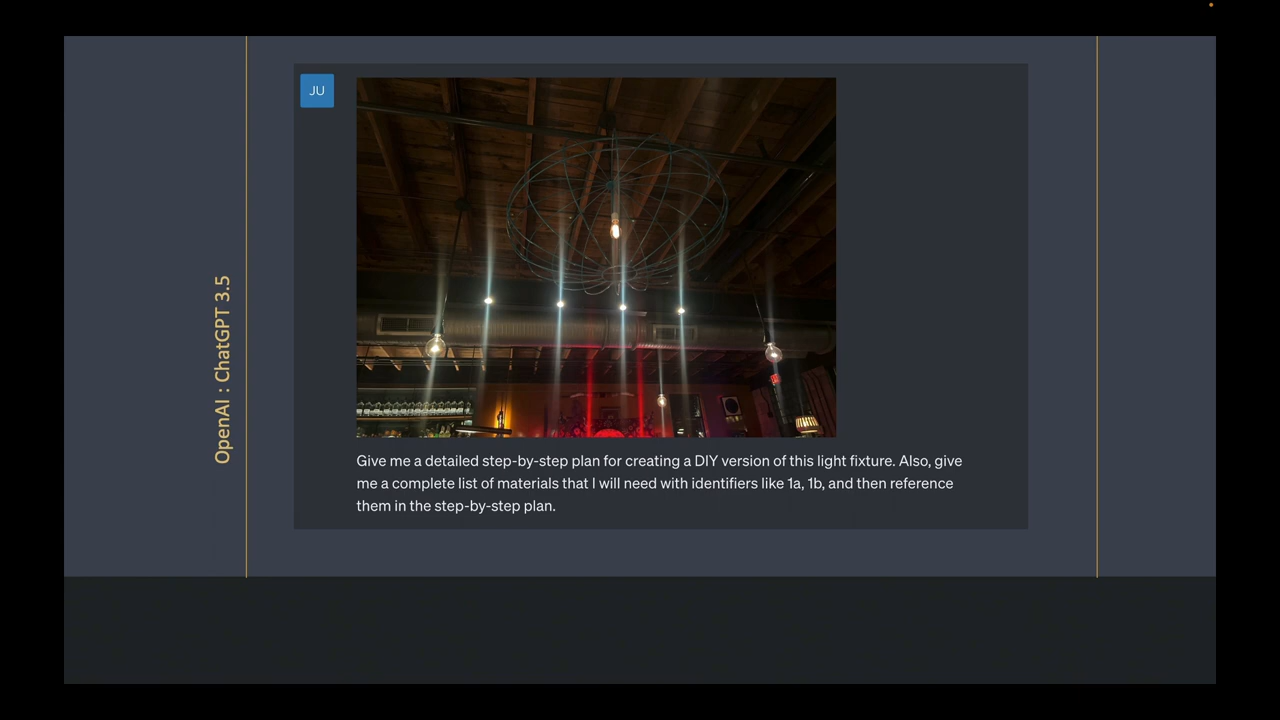 OpenAI : ChatGPT 3.5
JU
Give me a detailed step-by-step plan for creating a DIY version of this light fixture. Also, give
me a complete list of materials that I will need with identifiers like 1a, 1b, and then reference
them in the step-by-step plan.